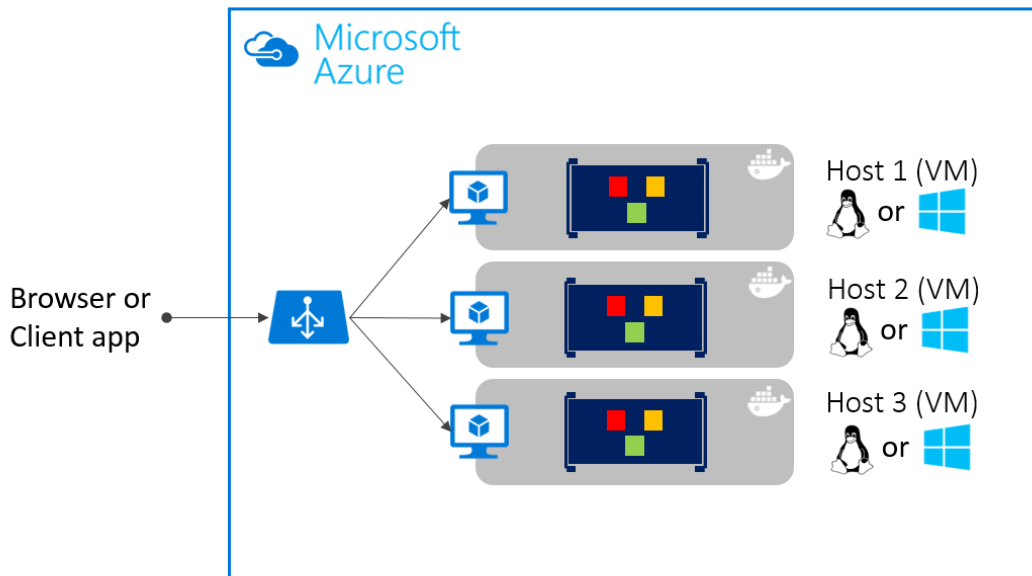 Microsoft
Azure
Host 1 (VM)
or
Host 2 (VM)
or
Browser or
Client app
Host 3 (VM)
or